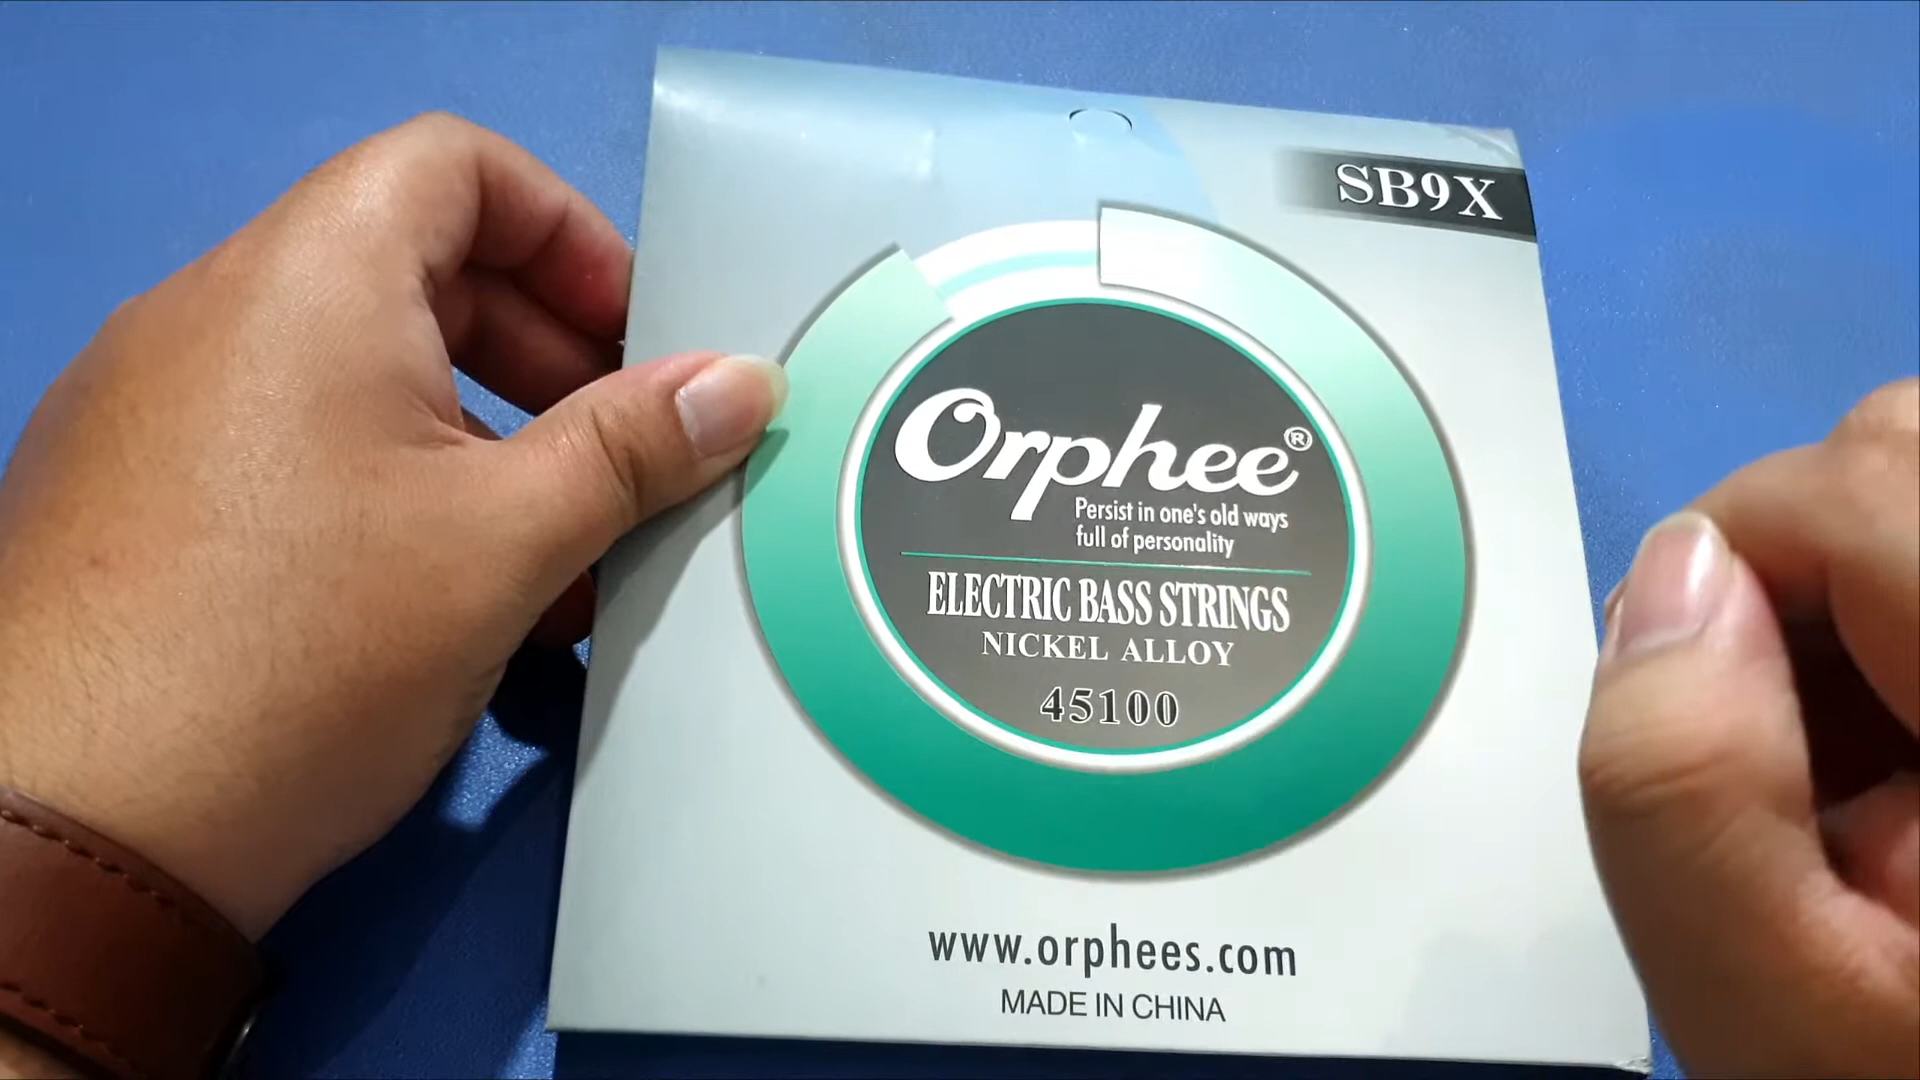 SB9X
Orphee®
Persist in one's old ways
full of personality
ELECTRIC BASS STRINGS
NICKEL ALLOY
45100
www.orphees.com
MADE IN CHINA